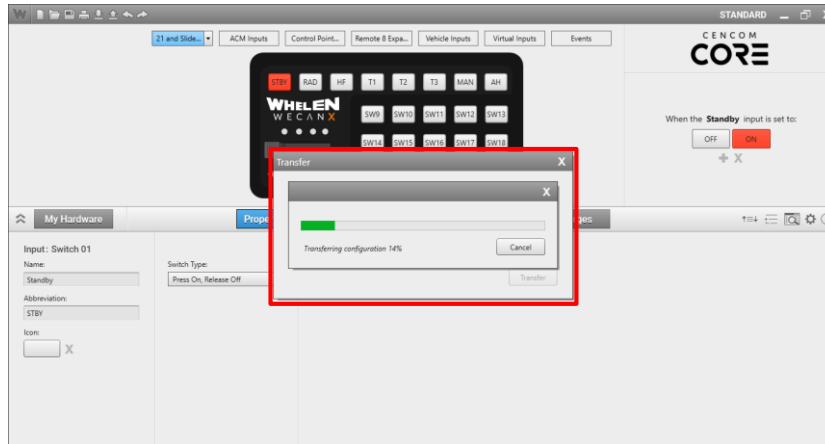 W STANDARD
21 and Slide... ACM Inputs Control Point... Remote 8 Expa... Vehicle Inputs Virtual Inputs Events
CENCOM
CORE
STBY RAD HF T1 T2 T3 MAN AH
WHELEN
WECANX
SW9 SW10 SW11 SW12 SW13
SW14 SW15 SW16 SW17 SW18
When the Standby input is set to:
OFF ON
+ X
Transfer X
X
Transferring configuration 14% Cancel
Transfer
My Hardware Prope ges
Input: Switch 01
Name:
Standby
Abbreviation:
STBY
Icon:
X
Switch Type:
Press On, Release Off